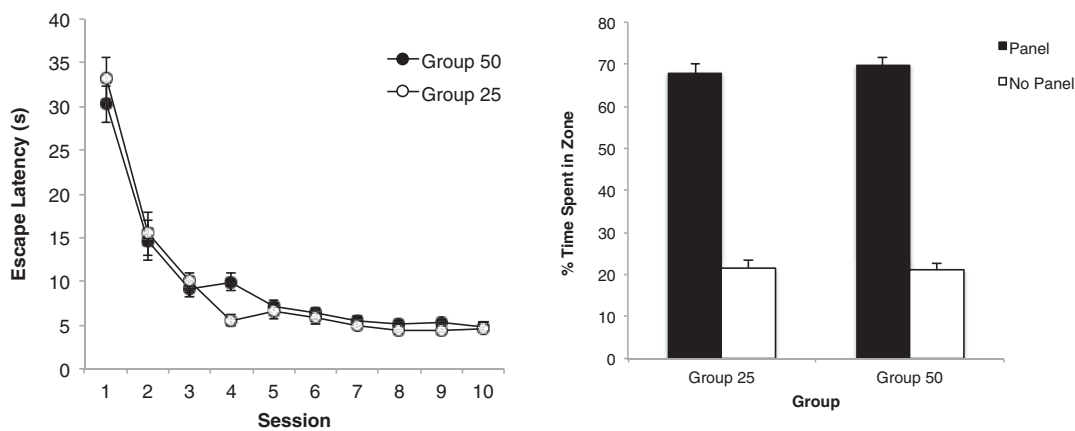 40
35
30
25
20
15
10
5
0
Escape Latency (s)
Group 50
Group 25
1 2 3 4 5 6 7 8 9 10
Session
80
70
60
50
40
30
20
10
0
% Time Spent in Zone
Panel
No Panel
Group 25 Group 50
Group